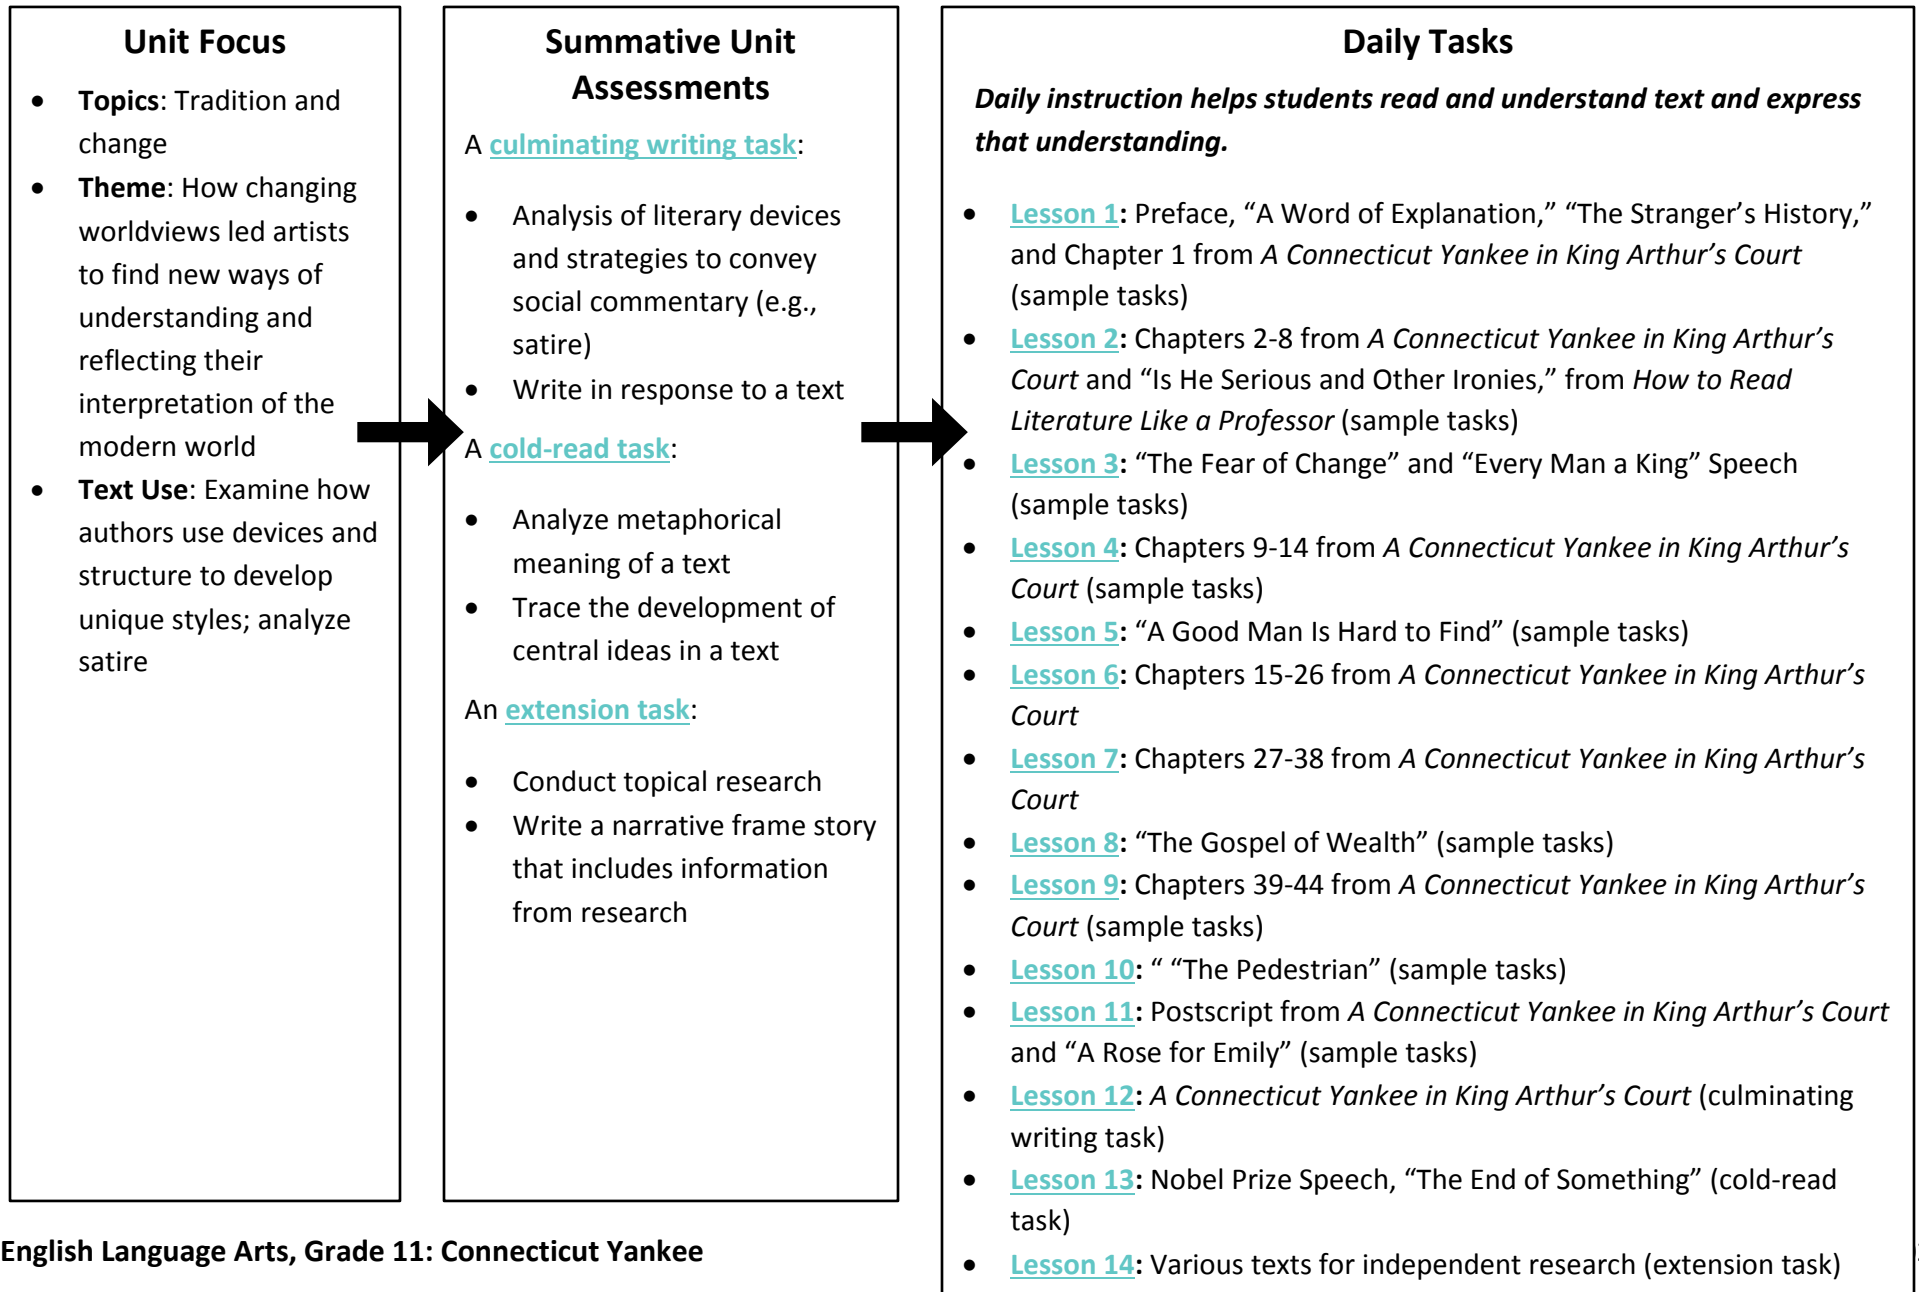 Unit Focus
• Topics: Tradition and
change
• Theme: How changing
worldviews led artists
to find new ways of
understanding and
reflecting their
interpretation of the
modern world
• Text Use: Examine how
authors use devices and
structure to develop
unique styles; analyze
satire
Summative Unit
Assessments
A culminating writing task:
• Analysis of literary devices
and strategies to convey
social commentary (e.g.,
satire)
• Write in response to a text
A cold-read task:
• Analyze metaphorical
meaning of a text
• Trace the development of
central ideas in a text
An extension task:
• Conduct topical research
• Write a narrative frame story
that includes information
from research
Daily Tasks
Daily instruction helps students read and understand text and express
that understanding.
• Lesson 1: Preface, “A Word of Explanation,” “The Stranger’s History,”
and Chapter 1 from A Connecticut Yankee in King Arthur’s Court
(sample tasks)
• Lesson 2: Chapters 2-8 from A Connecticut Yankee in King Arthur’s
Court and “Is He Serious and Other Ironies,” from How to Read
Literature Like a Professor (sample tasks)
• Lesson 3: “The Fear of Change” and “Every Man a King” Speech
(sample tasks)
• Lesson 4: Chapters 9-14 from A Connecticut Yankee in King Arthur’s
Court (sample tasks)
• Lesson 5: “A Good Man Is Hard to Find” (sample tasks)
• Lesson 6: Chapters 15-26 from A Connecticut Yankee in King Arthur’s
Court
• Lesson 7: Chapters 27-38 from A Connecticut Yankee in King Arthur’s
Court
• Lesson 8: “The Gospel of Wealth” (sample tasks)
• Lesson 9: Chapters 39-44 from A Connecticut Yankee in King Arthur’s
Court (sample tasks)
• Lesson 10: “ “The Pedestrian” (sample tasks)
• Lesson 11: Postscript from A Connecticut Yankee in King Arthur’s Court
and “A Rose for Emily” (sample tasks)
• Lesson 12: A Connecticut Yankee in King Arthur’s Court (culminating
writing task)
• Lesson 13: Nobel Prize Speech, “The End of Something” (cold-read
task)
• Lesson 14: Various texts for independent research (extension task)
English Language Arts, Grade 11: Connecticut Yankee